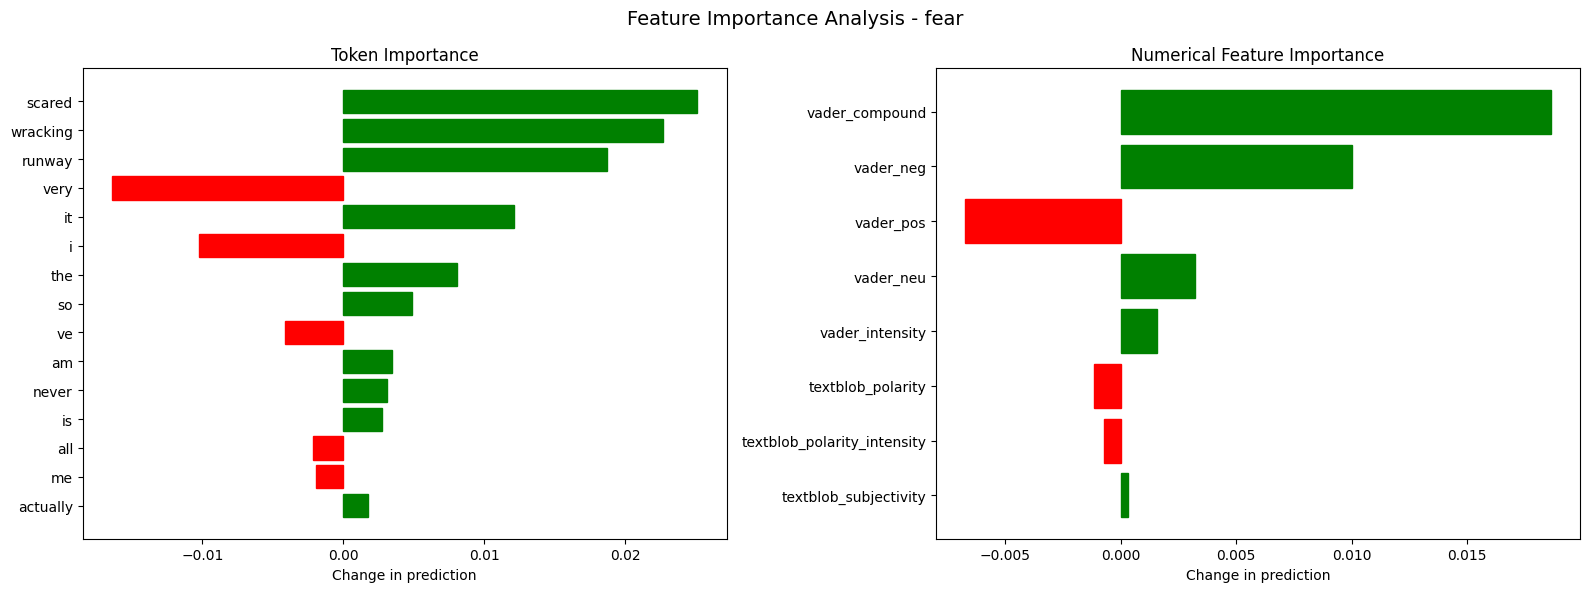 Feature Importance Analysis - fear
Token Importance
scared
wracking
runway
very
it
i
the
so
ve
am
never
is
all
me
actually
−0.01 0.00 0.01 0.02
Change in prediction
Numerical Feature Importance
vader_compound
vader_neg
vader_pos
vader_neu
vader_intensity
textblob_polarity
textblob_polarity_intensity
textblob_subjectivity
−0.005 0.000 0.005 0.010 0.015
Change in prediction